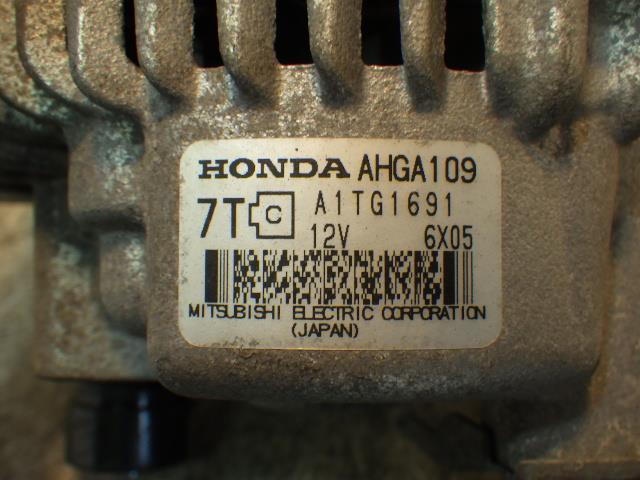 HONDA AHGA109
7T C A1TG1691
12V 6X05
MITSUBISHI ELECTRIC CORPORATION
(JAPAN)